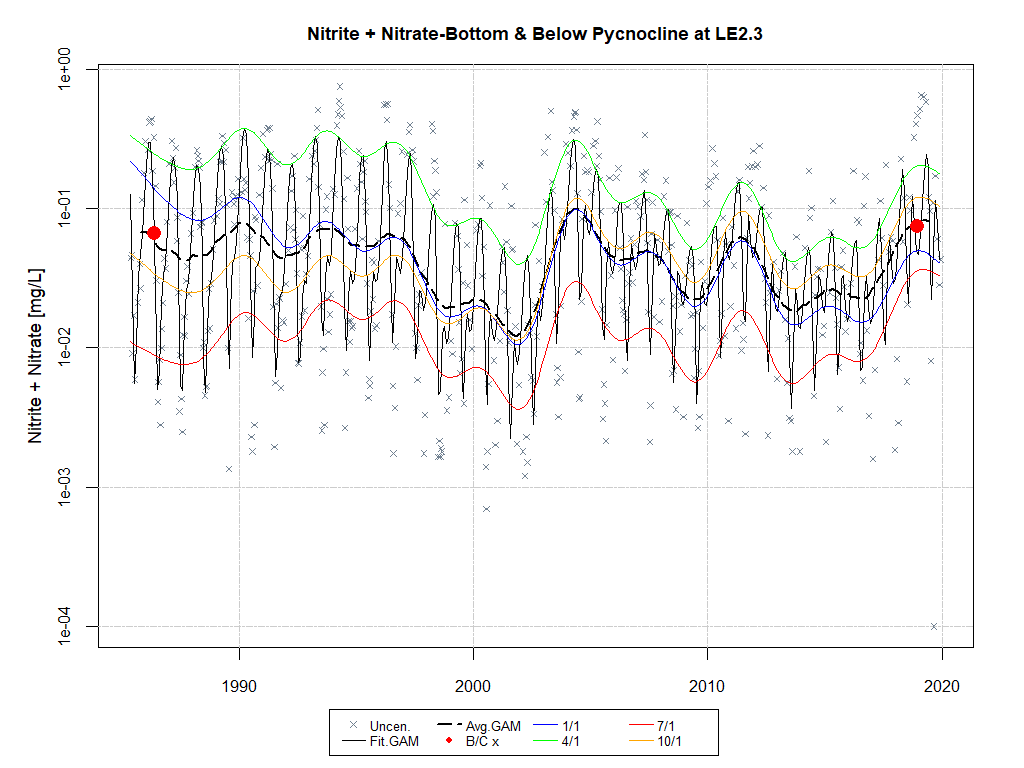 Nitrite + Nitrate-Bottom & Below Pycnocline at LE2.3
Nitrite + Nitrate [mg/L]
1e+00
1e-01
1e-02
1e-03
1e-04
1990 2000 2010 2020
Uncen. Avg.GAM 1/1 7/1
Fit.GAM B/C x 4/1 10/1